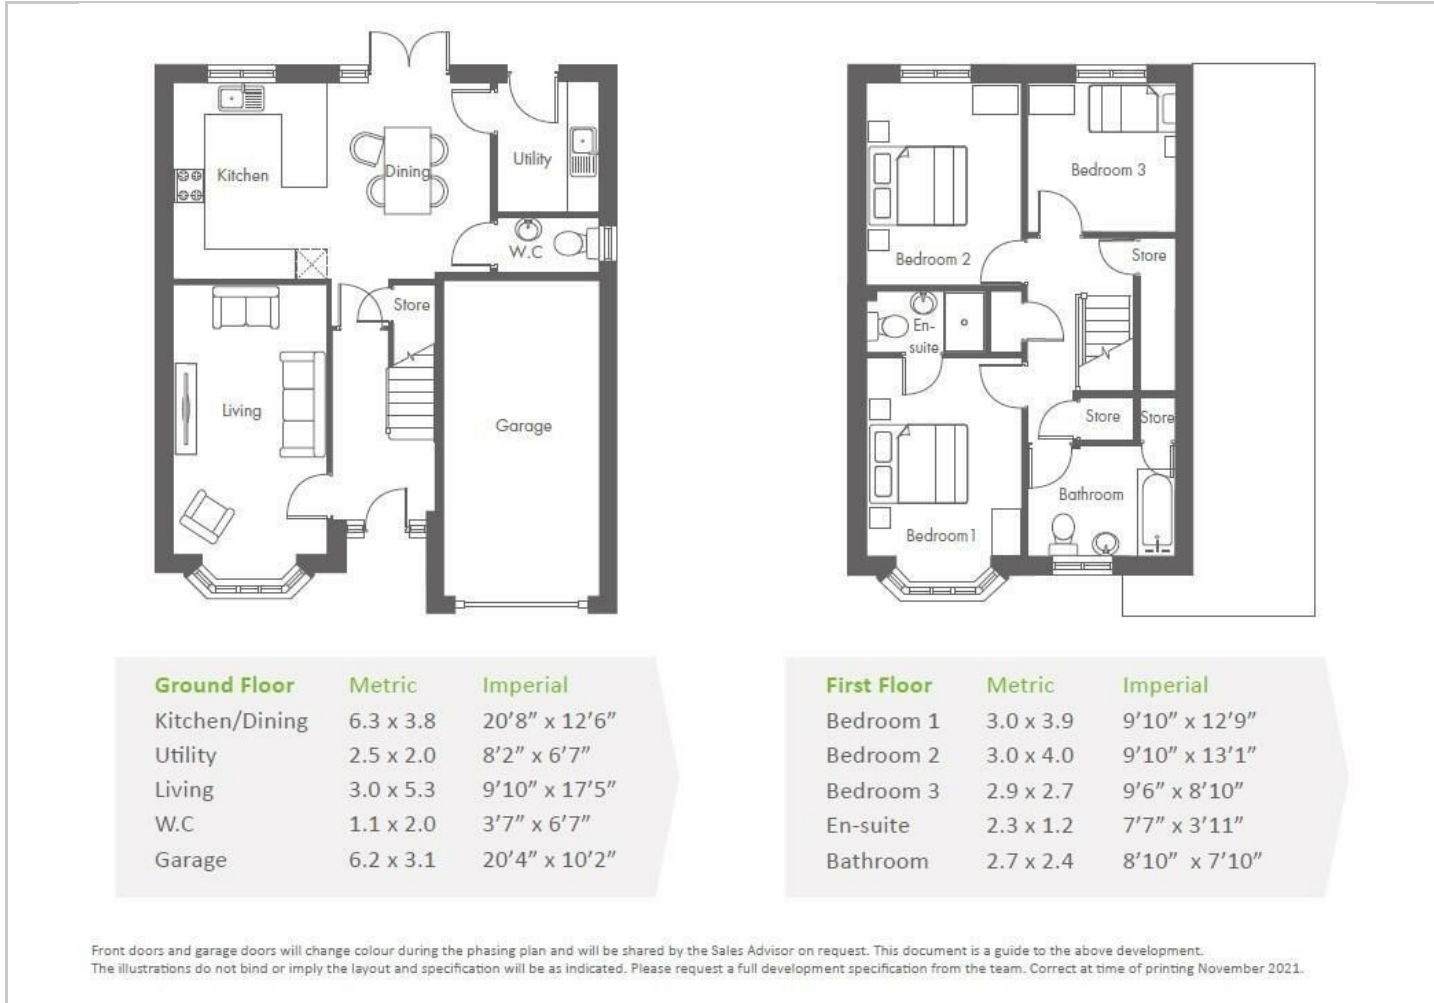 Kitchen
Dining
Utility
W.C
Store
Living
Garage
Bedroom 2
Bedroom 3
Store
En-
suite
Store
Store
Bedroom1
Bathroom
Ground Floor Metric Imperial
Kitchen/Dining 6.3 x 3.8 20’8” x 12’6”
Utility 2.5 x 2.0 8’2” x 6’7”
Living 3.0 x 5.3 9’10” x 17’5”
W.C 1.1 x 2.0 3’7” x 6’7”
Garage 6.2 x 3.1 20’4” x 10’2”
First Floor Metric Imperial
Bedroom 1 3.0 x 3.9 9’10” x 12’9”
Bedroom 2 3.0 x 4.0 9’10” x 13’1”
Bedroom 3 2.9 x 2.7 9’6” x 8’10”
En-suite 2.3 x 1.2 7’7” x 3’11”
Bathroom 2.7 x 2.4 8’10” x 7’10”
Front doors and garage doors will change colour during the phasing plan and will be shared by the Sales Advisor on request. This document is a guide to the above development.
The illustrations do not bind or imply the layout and specification will be as indicated. Please request a full development specification from the team. Correct at time of printing November 2021.